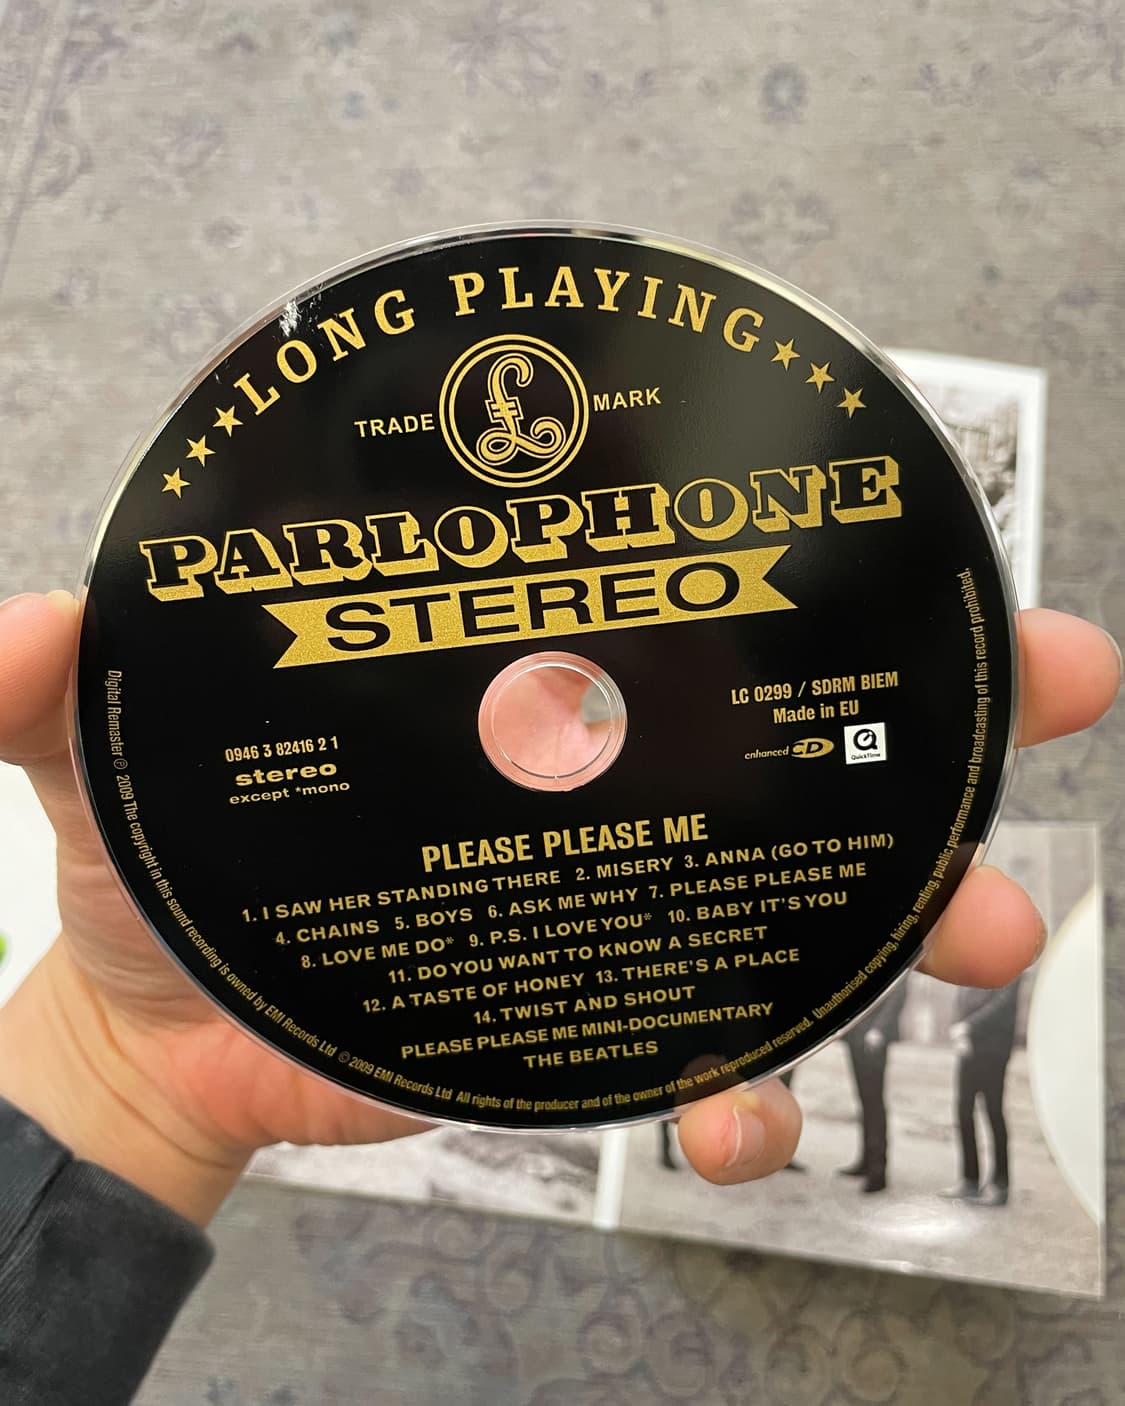 ★★★LONG PLAYING★★★
TRADE £ MARK
PARLOPHONE
STEREO
LC 0299 / SDRM BIEM
Made in EU
enhanced CD
QuickTime
0946 3 82416 2 1
stereo
except *mono
PLEASE PLEASE ME
1. I SAW HER STANDING THERE 2. MISERY 3. ANNA (GO TO HIM)
4. CHAINS 5. BOYS 6. ASK ME WHY 7. PLEASE PLEASE ME
8. LOVE ME DO* 9. P.S. I LOVE YOU* 10. BABY IT'S YOU
11. DO YOU WANT TO KNOW A SECRET
12. A TASTE OF HONEY 13. THERE'S A PLACE
14. TWIST AND SHOUT
PLEASE PLEASE ME MINI-DOCUMENTARY
THE BEATLES
Digital Remaster ℗ 2009 The copyright in this sound recording is owned by EMI Records Ltd © 2009 EMI Records Ltd All rights of the producer and of the owner of the work reproduced reserved. Unauthorised copying, hiring, renting, public performance and broadcasting of this record prohibited.